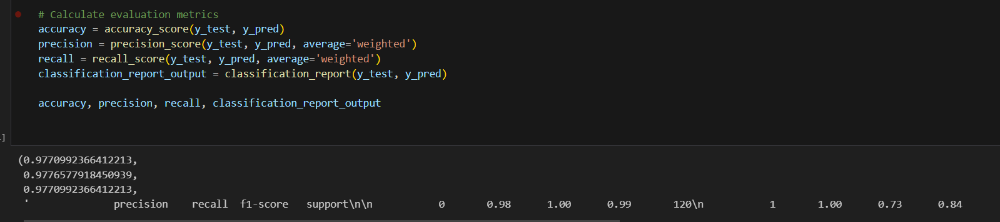 # Calculate evaluation metrics
accuracy = accuracy_score(y_test, y_pred)
precision = precision_score(y_test, y_pred, average='weighted')
recall = recall_score(y_test, y_pred, average='weighted')
classification_report_output = classification_report(y_test, y_pred)
accuracy, precision, recall, classification_report_output
]
(0.9770992366412213,
0.9776577918450939,
0.9770992366412213,
'              precision    recall  f1-score   support\n\n           0       0.98      1.00      0.99       120\n           1       1.00      0.73      0.84